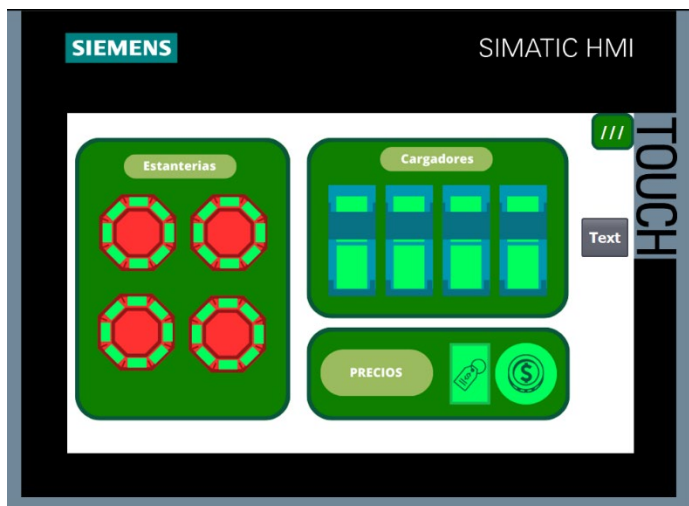 SIEMENS
SIMATIC HMI
TOUCH
///
Estanterias
Cargadores
Text
PRECIOS
$